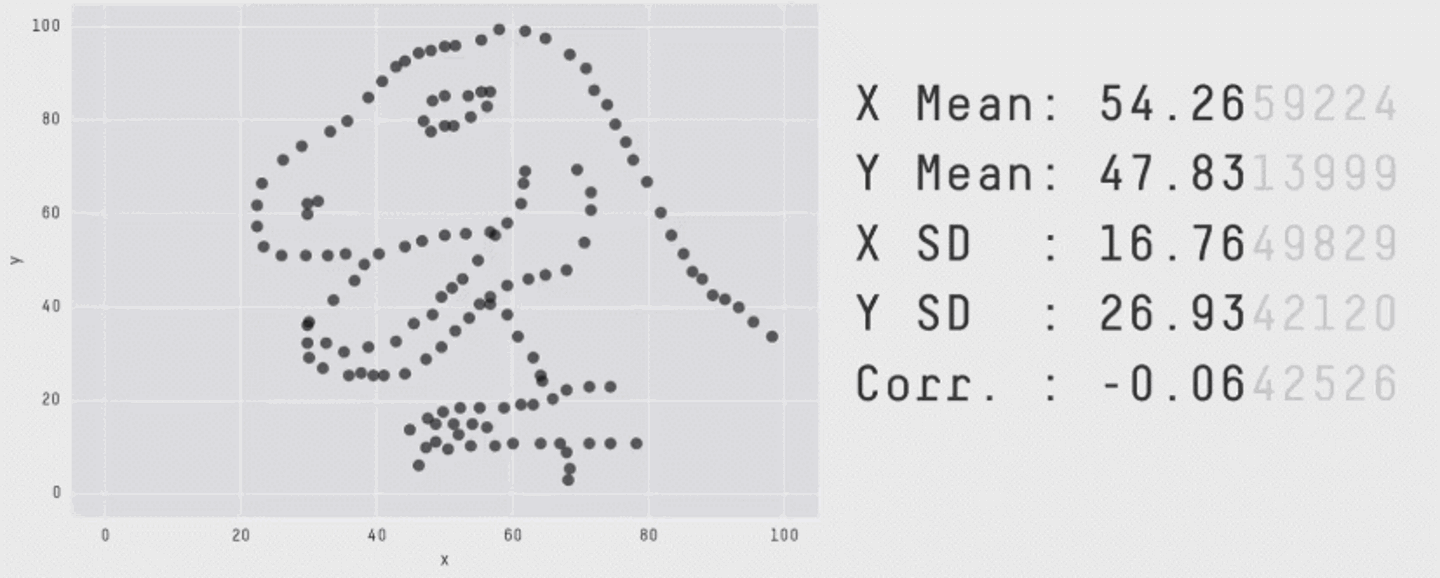 100
80
60
40
20
0
y
0 20 40 60 80 100
x
X Mean: 54.2659224
Y Mean: 47.8313999
X SD : 16.7649829
Y SD : 26.9342120
Corr. : -0.0642526